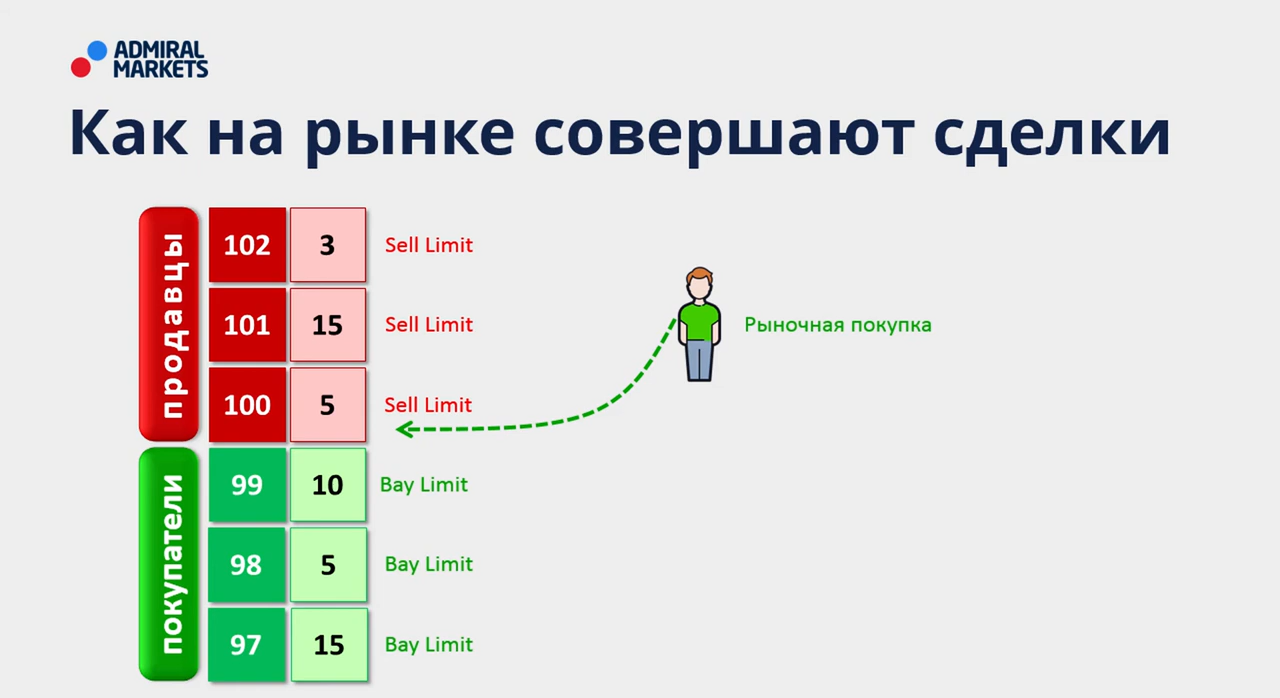 ADMIRAL
MARKETS
Как на рынке совершают сделки
продавцы
102 3 Sell Limit
101 15 Sell Limit
Рыночная покупка
100 5 Sell Limit
покупатели
99 10 Bay Limit
98 5 Bay Limit
97 15 Bay Limit